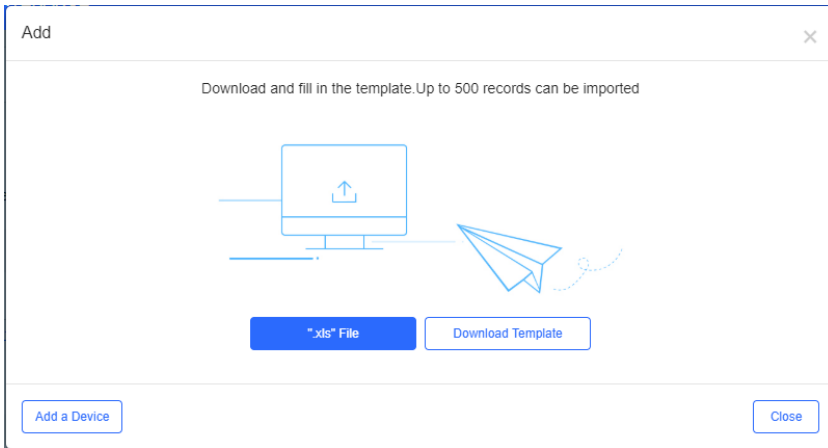 Add
Download and fill in the template.Up to 500 records can be imported
".xls" File
Download Template
Add a Device
Close